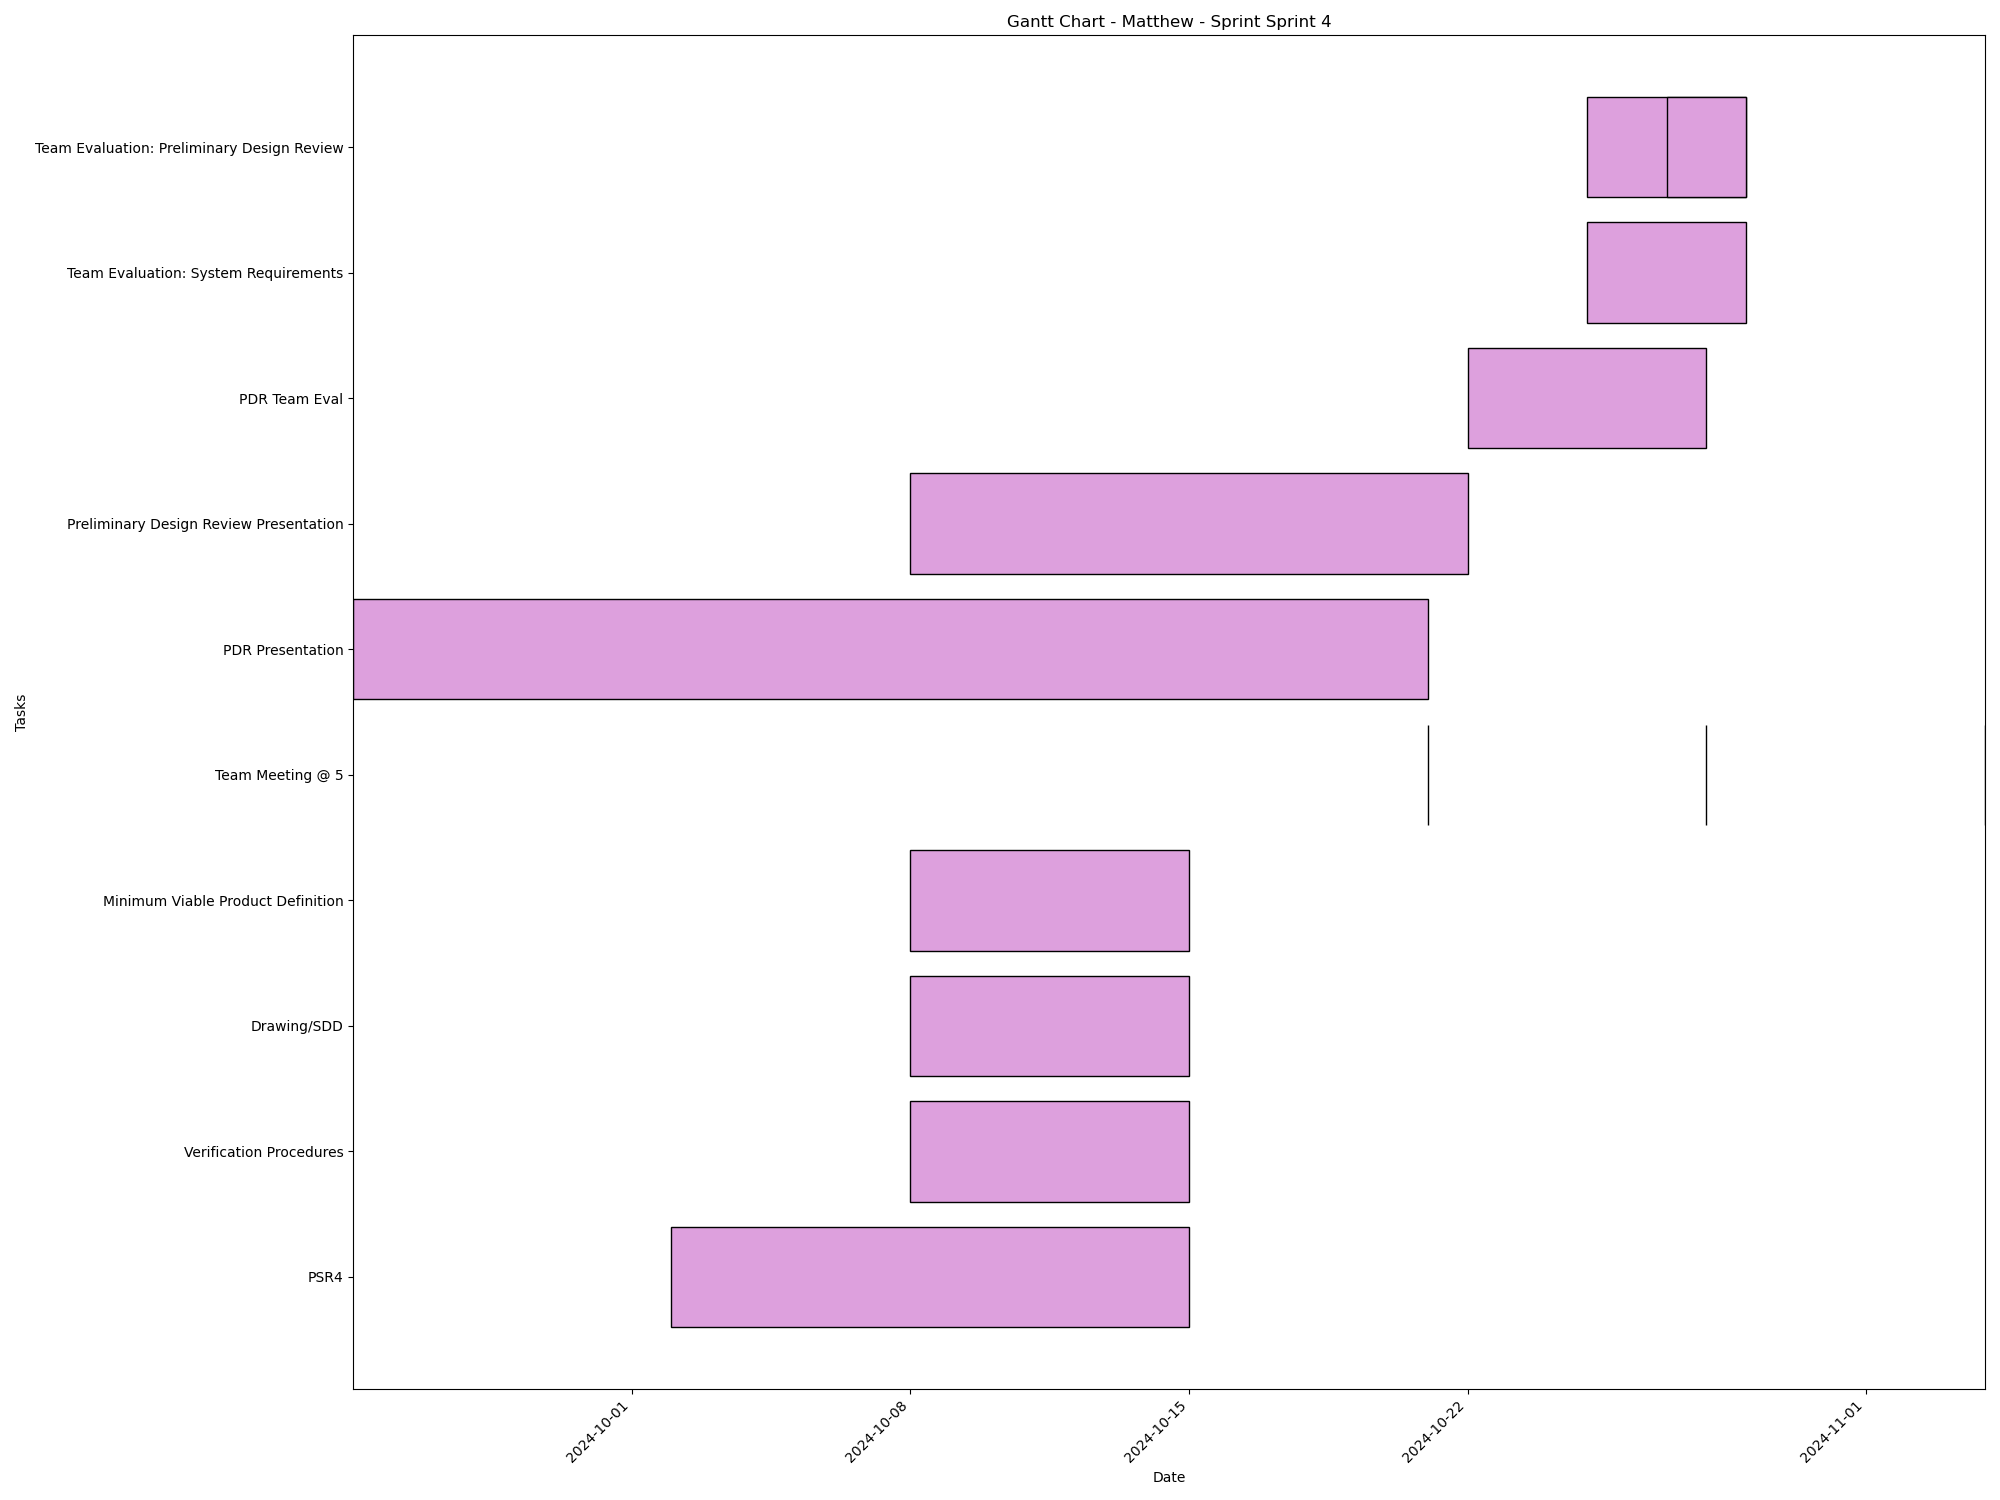 Gantt Chart - Matthew - Sprint Sprint 4
Team Evaluation: Preliminary Design Review
Team Evaluation: System Requirements
PDR Team Eval
Preliminary Design Review Presentation
PDR Presentation
Tasks
Team Meeting @ 5
Minimum Viable Product Definition
Drawing/SDD
Verification Procedures
PSR4
2024-10-01
2024-10-08
2024-10-15
2024-10-22
2024-11-01
Date